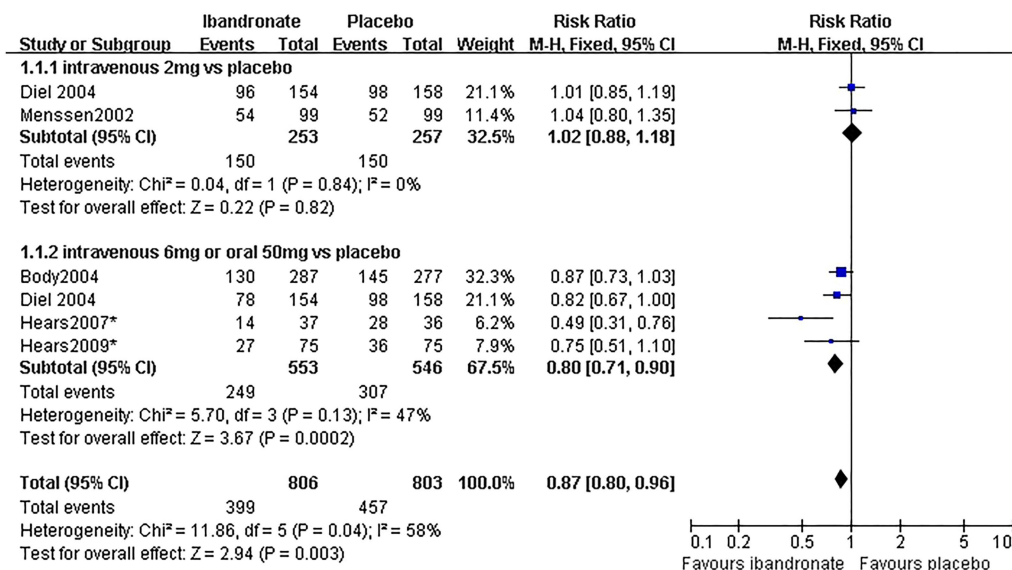 Ibandronate Placebo Risk Ratio Risk Ratio
Study or Subgroup Events Total Events Total Weight M-H, Fixed, 95% CI M-H, Fixed, 95% CI
1.1.1 intravenous 2mg vs placebo
Diel 2004 96 154 98 158 21.1% 1.01 [0.85, 1.19]
Menssen2002 54 99 52 99 11.4% 1.04 [0.80, 1.35]
Subtotal (95% CI) 253 257 32.5% 1.02 [0.88, 1.18]
Total events 150 150
Heterogeneity: Chi² = 0.04, df = 1 (P = 0.84); I² = 0%
Test for overall effect: Z = 0.22 (P = 0.82)
1.1.2 intravenous 6mg or oral 50mg vs placebo
Body2004 130 287 145 277 32.3% 0.87 [0.73, 1.03]
Diel 2004 78 154 98 158 21.1% 0.82 [0.67, 1.00]
Hears2007* 14 37 28 36 6.2% 0.49 [0.31, 0.76]
Hears2009* 27 75 36 75 7.9% 0.75 [0.51, 1.10]
Subtotal (95% CI) 553 546 67.5% 0.80 [0.71, 0.90]
Total events 249 307
Heterogeneity: Chi² = 5.70, df = 3 (P = 0.13); I² = 47%
Test for overall effect: Z = 3.67 (P = 0.0002)
Total (95% CI) 806 803 100.0% 0.87 [0.80, 0.96]
Total events 399 457
Heterogeneity: Chi² = 11.86, df = 5 (P = 0.04); I² = 58%
Test for overall effect: Z = 2.94 (P = 0.003)
0.1 0.2 0.5 1 2 5 10
Favours ibandronate Favours placebo